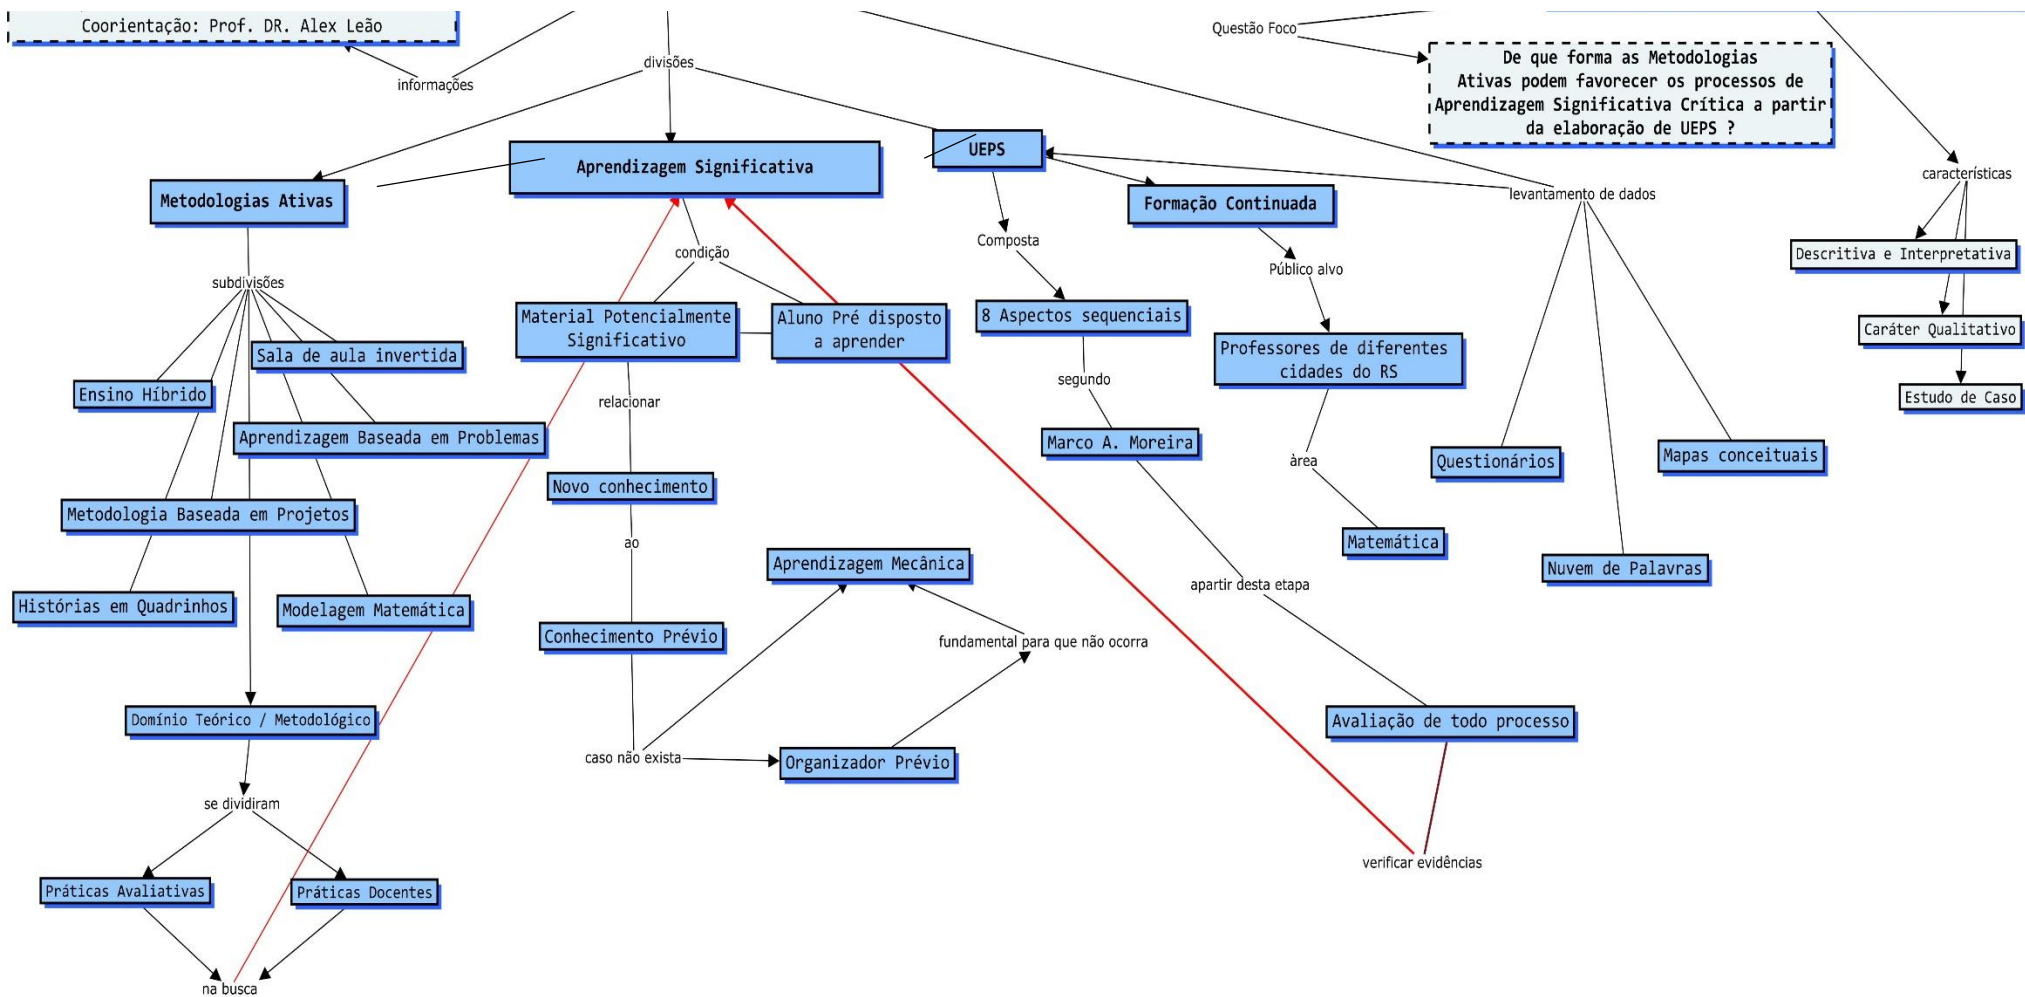 Coorientação: Prof. DR. Alex Leão
informações
divisões
Questão Foco
De que forma as Metodologias
Ativas podem favorecer os processos de
Aprendizagem Significativa Crítica a partir
da elaboração de UEPS ?
Metodologias Ativas
Aprendizagem Significativa
UEPS
Formação Continuada
levantamento de dados
características
subdivisões
condição
Composta
Público alvo
Descritiva e Interpretativa
Caráter Qualitativo
Estudo de Caso
Sala de aula invertida
Ensino Híbrido
Aprendizagem Baseada em Problemas
Metodologia Baseada em Projetos
Histórias em Quadrinhos
Modelagem Matemática
Domínio Teórico / Metodológico
se dividiram
Práticas Avaliativas
Práticas Docentes
na busca
Material Potencialmente
Significativo
Aluno Pré disposto
a aprender
relacionar
Novo conhecimento
ao
Conhecimento Prévio
caso não exista
Organizador Prévio
fundamental para que não ocorra
Aprendizagem Mecânica
8 Aspectos sequenciais
segundo
Marco A. Moreira
apartir desta etapa
Avaliação de todo processo
verificar evidências
Professores de diferentes
cidades do RS
àrea
Matemática
Questionários
Nuvem de Palavras
Mapas conceituais